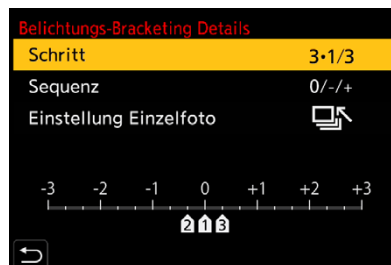 Belichtungs-Bracketing Details
Schritt 3•1/3
Sequenz 0/-/+
Einstellung Einzelfoto
-3 -2 -1 0 +1 +2 +3
2 1 3